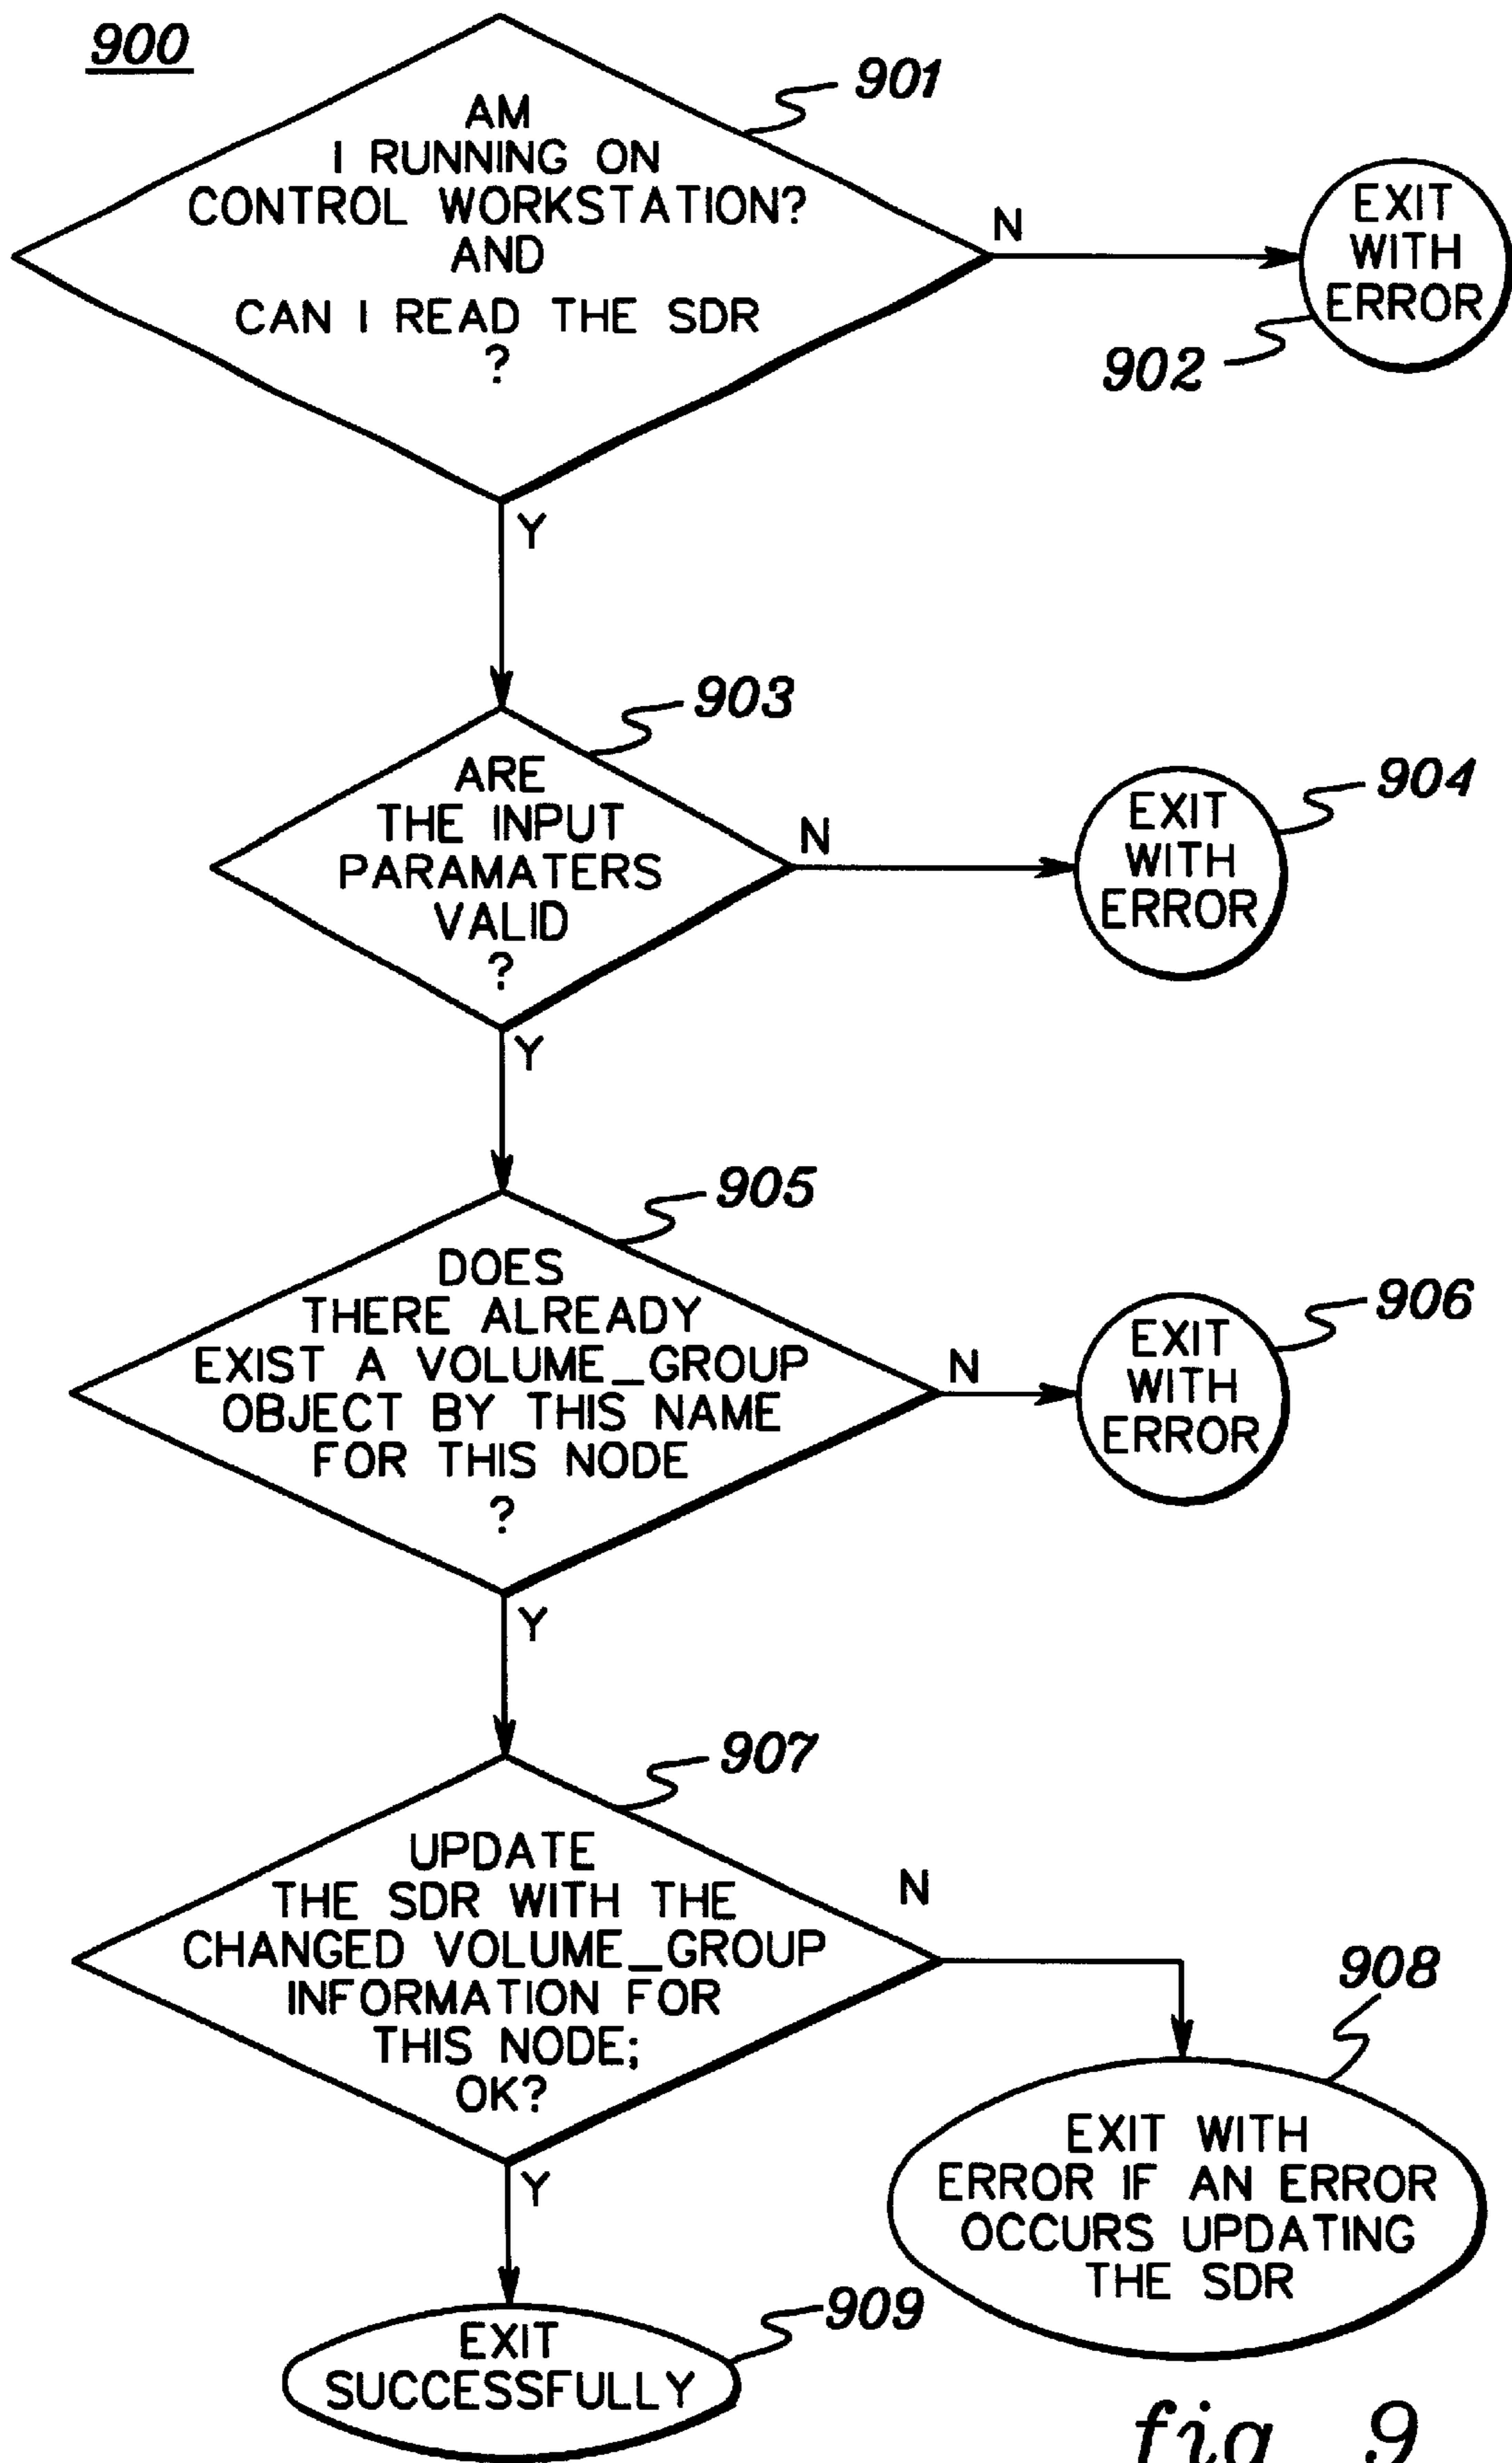 900
901
AM
I RUNNING ON
CONTROL WORKSTATION?
AND
CAN I READ THE SDR
?
N
EXIT
WITH
ERROR
902
Y
903
ARE
THE INPUT
PARAMATERS
VALID
?
N
EXIT
WITH
ERROR
904
Y
905
DOES
THERE ALREADY
EXIST A VOLUME_GROUP
OBJECT BY THIS NAME
FOR THIS NODE
?
N
EXIT
WITH
ERROR
906
Y
907
UPDATE
THE SDR WITH THE
CHANGED VOLUME_GROUP
INFORMATION FOR
THIS NODE;
OK?
N
908
EXIT WITH
ERROR IF AN ERROR
OCCURS UPDATING
THE SDR
Y
909
EXIT
SUCCESSFULLY
fig. 9